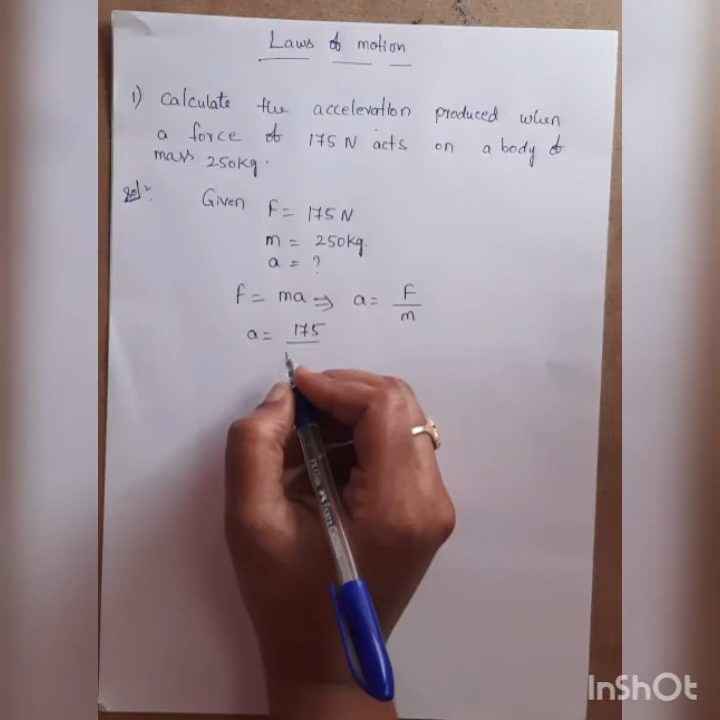 Laws of motion
1) Calculate the acceleration produced when
a force of 175 N acts on a body of
mass 250kg.
Sol:
Given F = 175 N
m = 250kg.
a = ?
F = ma ⇒ a = F/m
a = 175
InShOt